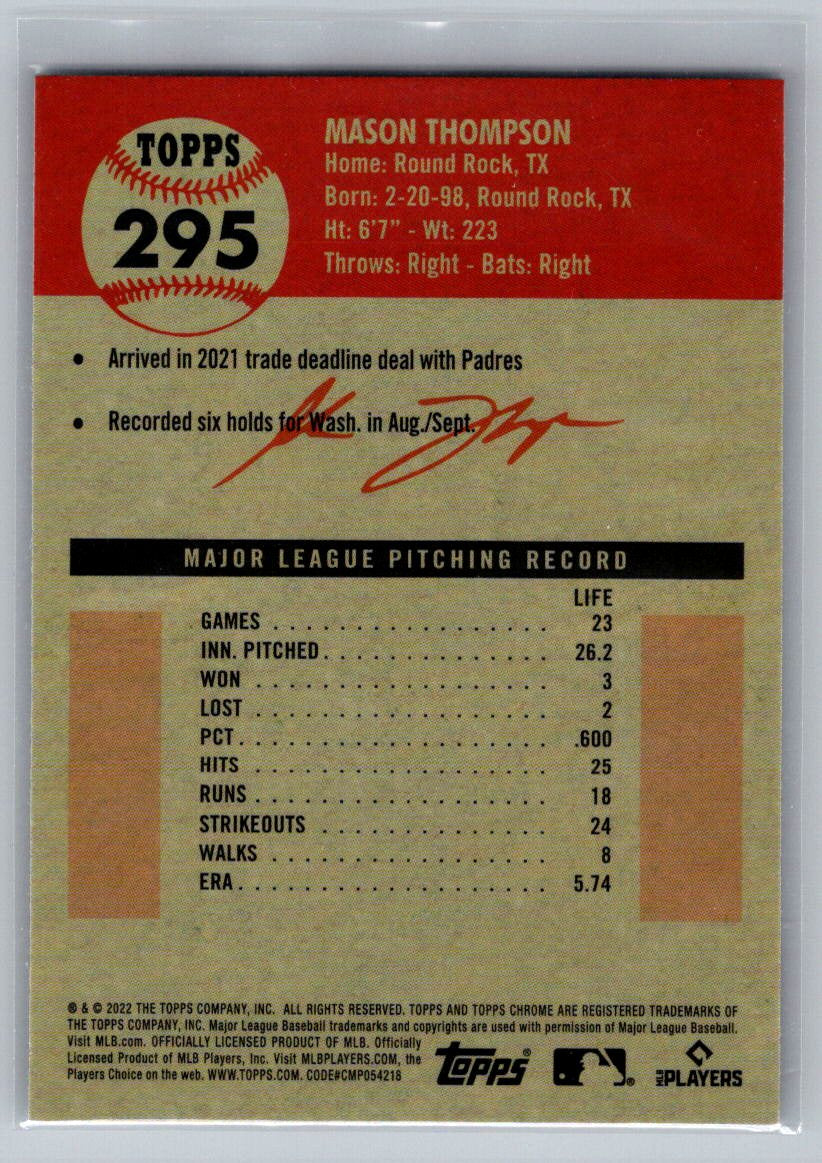 TOPPS
295
MASON THOMPSON
Home: Round Rock, TX
Born: 2-20-98, Round Rock, TX
Ht: 6'7" - Wt: 223
Throws: Right - Bats: Right
• Arrived in 2021 trade deadline deal with Padres
• Recorded six holds for Wash. in Aug./Sept.
MAJOR LEAGUE PITCHING RECORD
LIFE
GAMES . . . . . . . . . . . . . . . . . . . . 23
INN. PITCHED. . . . . . . . . . . . . . . . 26.2
WON . . . . . . . . . . . . . . . . . . . . . 3
LOST . . . . . . . . . . . . . . . . . . . . . 2
PCT. . . . . . . . . . . . . . . . . . . . . . .600
HITS . . . . . . . . . . . . . . . . . . . . . 25
RUNS . . . . . . . . . . . . . . . . . . . . . 18
STRIKEOUTS . . . . . . . . . . . . . . . . 24
WALKS . . . . . . . . . . . . . . . . . . . . 8
ERA. . . . . . . . . . . . . . . . . . . . . . 5.74
® & © 2022 THE TOPPS COMPANY, INC. ALL RIGHTS RESERVED. TOPPS AND TOPPS CHROME ARE REGISTERED TRADEMARKS OF
THE TOPPS COMPANY, INC. Major League Baseball trademarks and copyrights are used with permission of Major League Baseball.
Visit MLB.com. OFFICIALLY LICENSED PRODUCT OF MLB. Officially
Licensed Product of MLB Players, Inc. Visit MLBPLAYERS.COM, the
Players Choice on the web. WWW.TOPPS.COM. CODE#CMP054218
Topps®
MLB PLAYERS